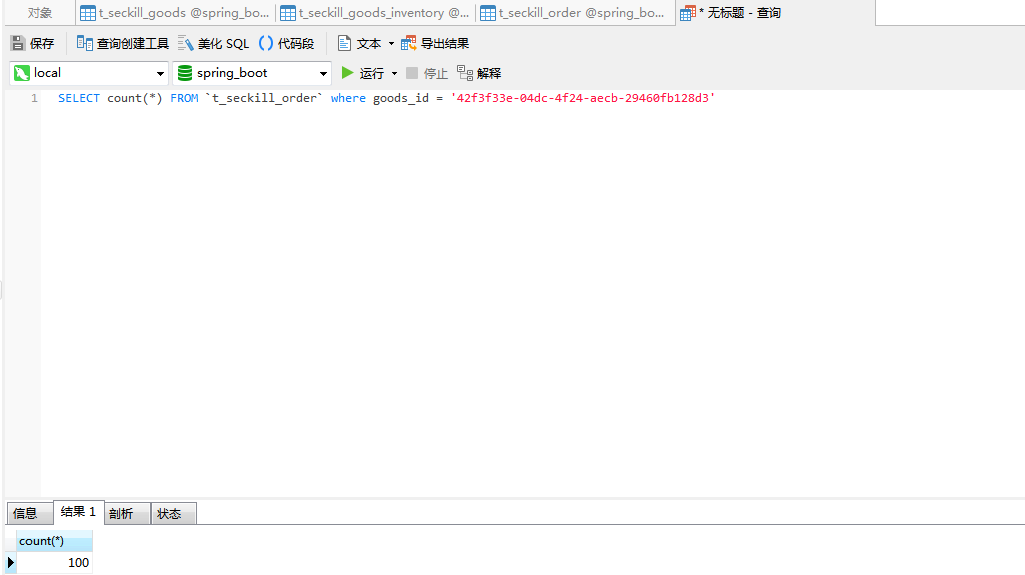 对象 t_seckill_goods @spring_bo... t_seckill_goods_inventory @... t_seckill_order @spring_bo... * 无标题 - 查询
保存 查询创建工具 美化 SQL () 代码段 文本 导出结果
local spring_boot 运行 停止 解释
1 SELECT count(*) FROM `t_seckill_order` where goods_id = '42f3f33e-04dc-4f24-aecb-29460fb128d3'
信息 结果 1 剖析 状态
count(*)
100